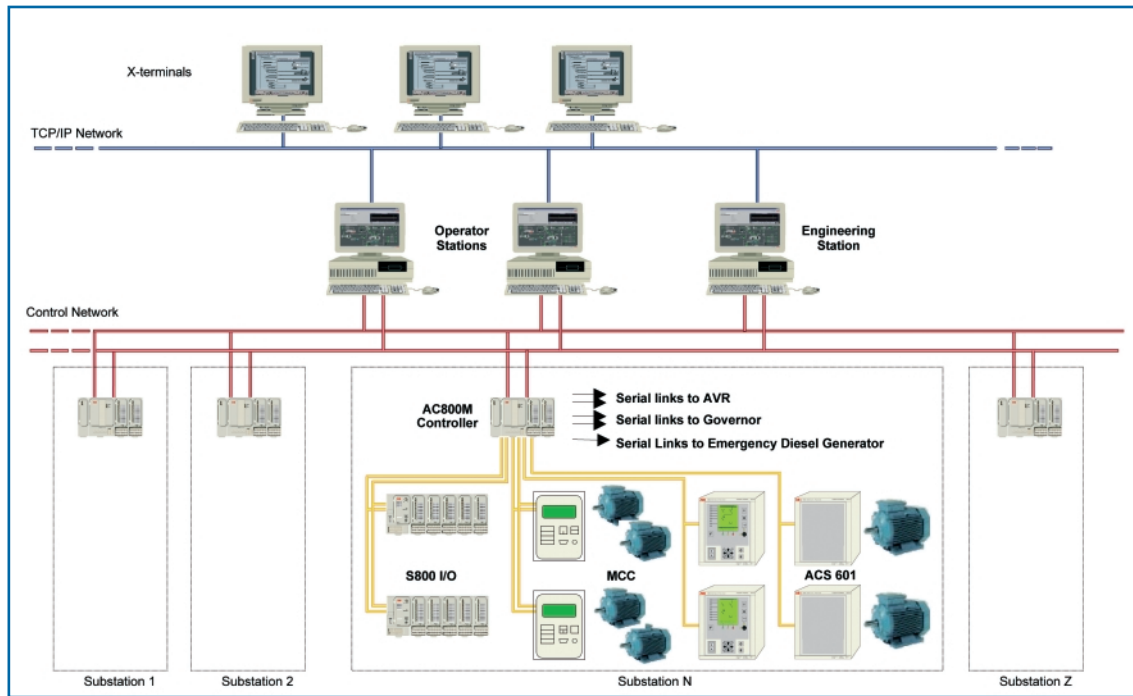 X-terminals
TCP/IP Network
Operator
Stations
Engineering
Station
Control Network
AC800M
Controller
Serial links to AVR
Serial links to Governor
Serial Links to Emergency Diesel Generator
S800 I/O
MCC
ACS 601
Substation 1
Substation 2
Substation N
Substation Z